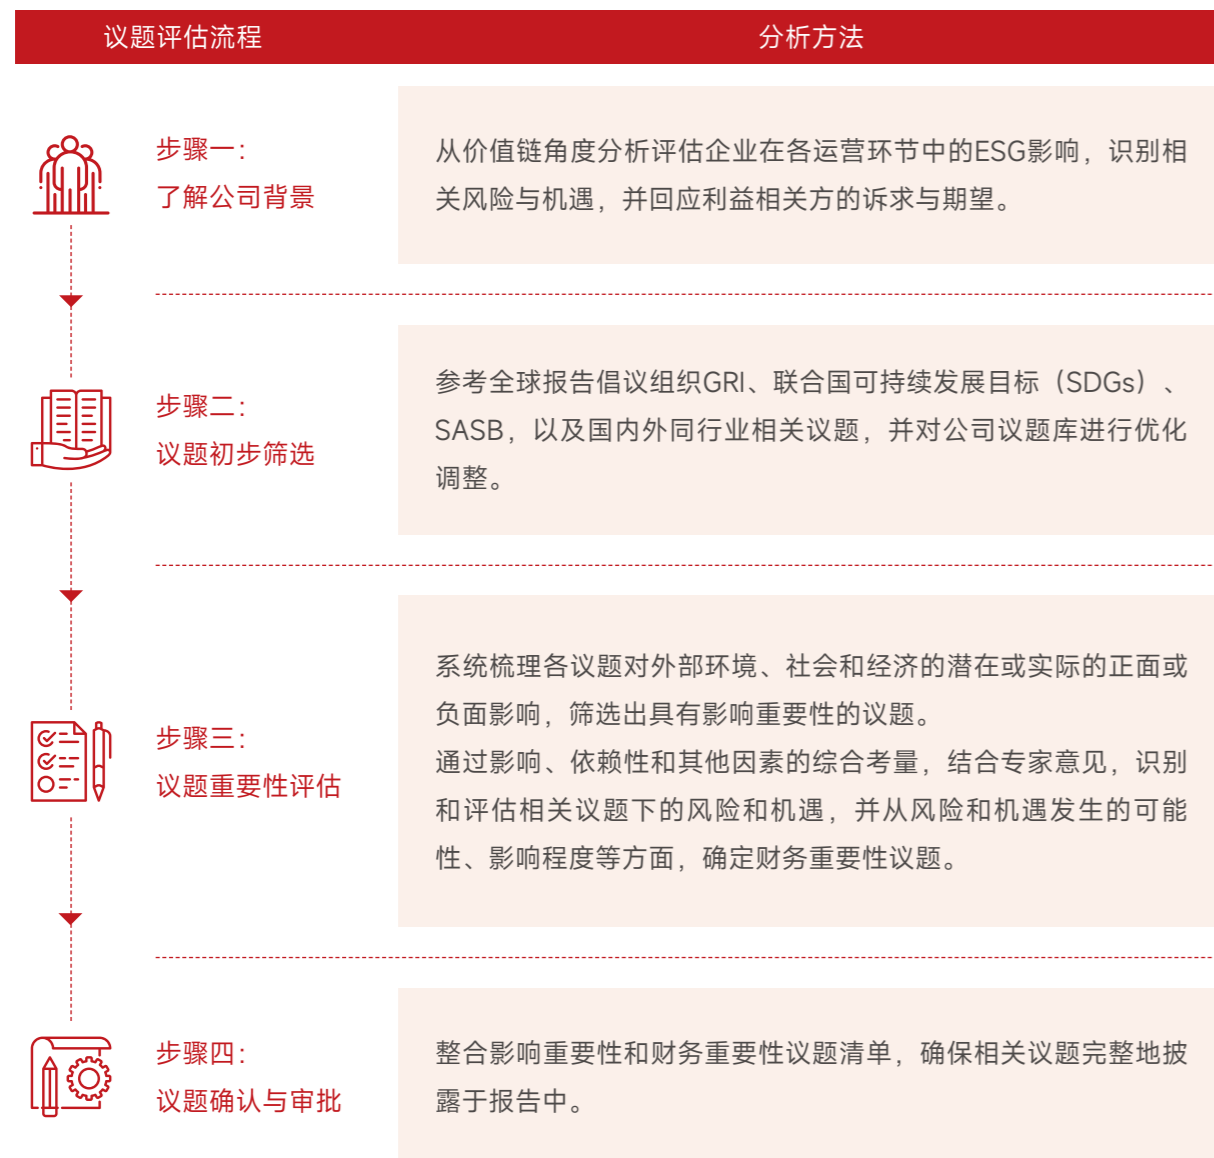 议题评估流程
分析方法
步骤一：
了解公司背景
从价值链角度分析评估企业在各运营环节中的ESG影响，识别相
关风险与机遇，并回应利益相关方的诉求与期望。
步骤二：
议题初步筛选
参考全球报告倡议组织GRI、联合国可持续发展目标（SDGs）、
SASB，以及国内外同行业相关议题，并对公司议题库进行优化
调整。
步骤三：
议题重要性评估
系统梳理各议题对外部环境、社会和经济的潜在或实际的正面或
负面影响，筛选出具有影响重要性的议题。
通过影响、依赖性和其他因素的综合考量，结合专家意见，识别
和评估相关议题下的风险和机遇，并从风险和机遇发生的可能
性、影响程度等方面，确定财务重要性议题。
步骤四：
议题确认与审批
整合影响重要性和财务重要性议题清单，确保相关议题完整地披
露于报告中。